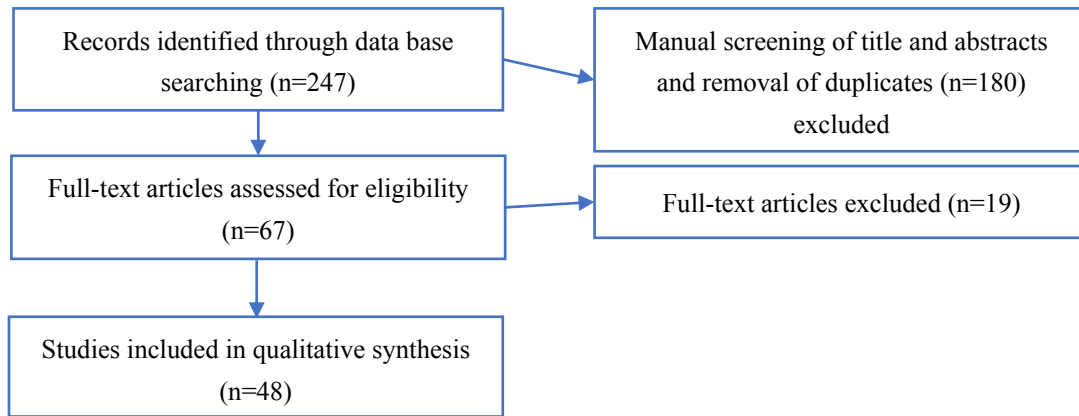 Records identified through data base
searching (n=247)
Manual screening of title and abstracts
and removal of duplicates (n=180)
excluded
Full-text articles assessed for eligibility
(n=67)
Full-text articles excluded (n=19)
Studies included in qualitative synthesis
(n=48)